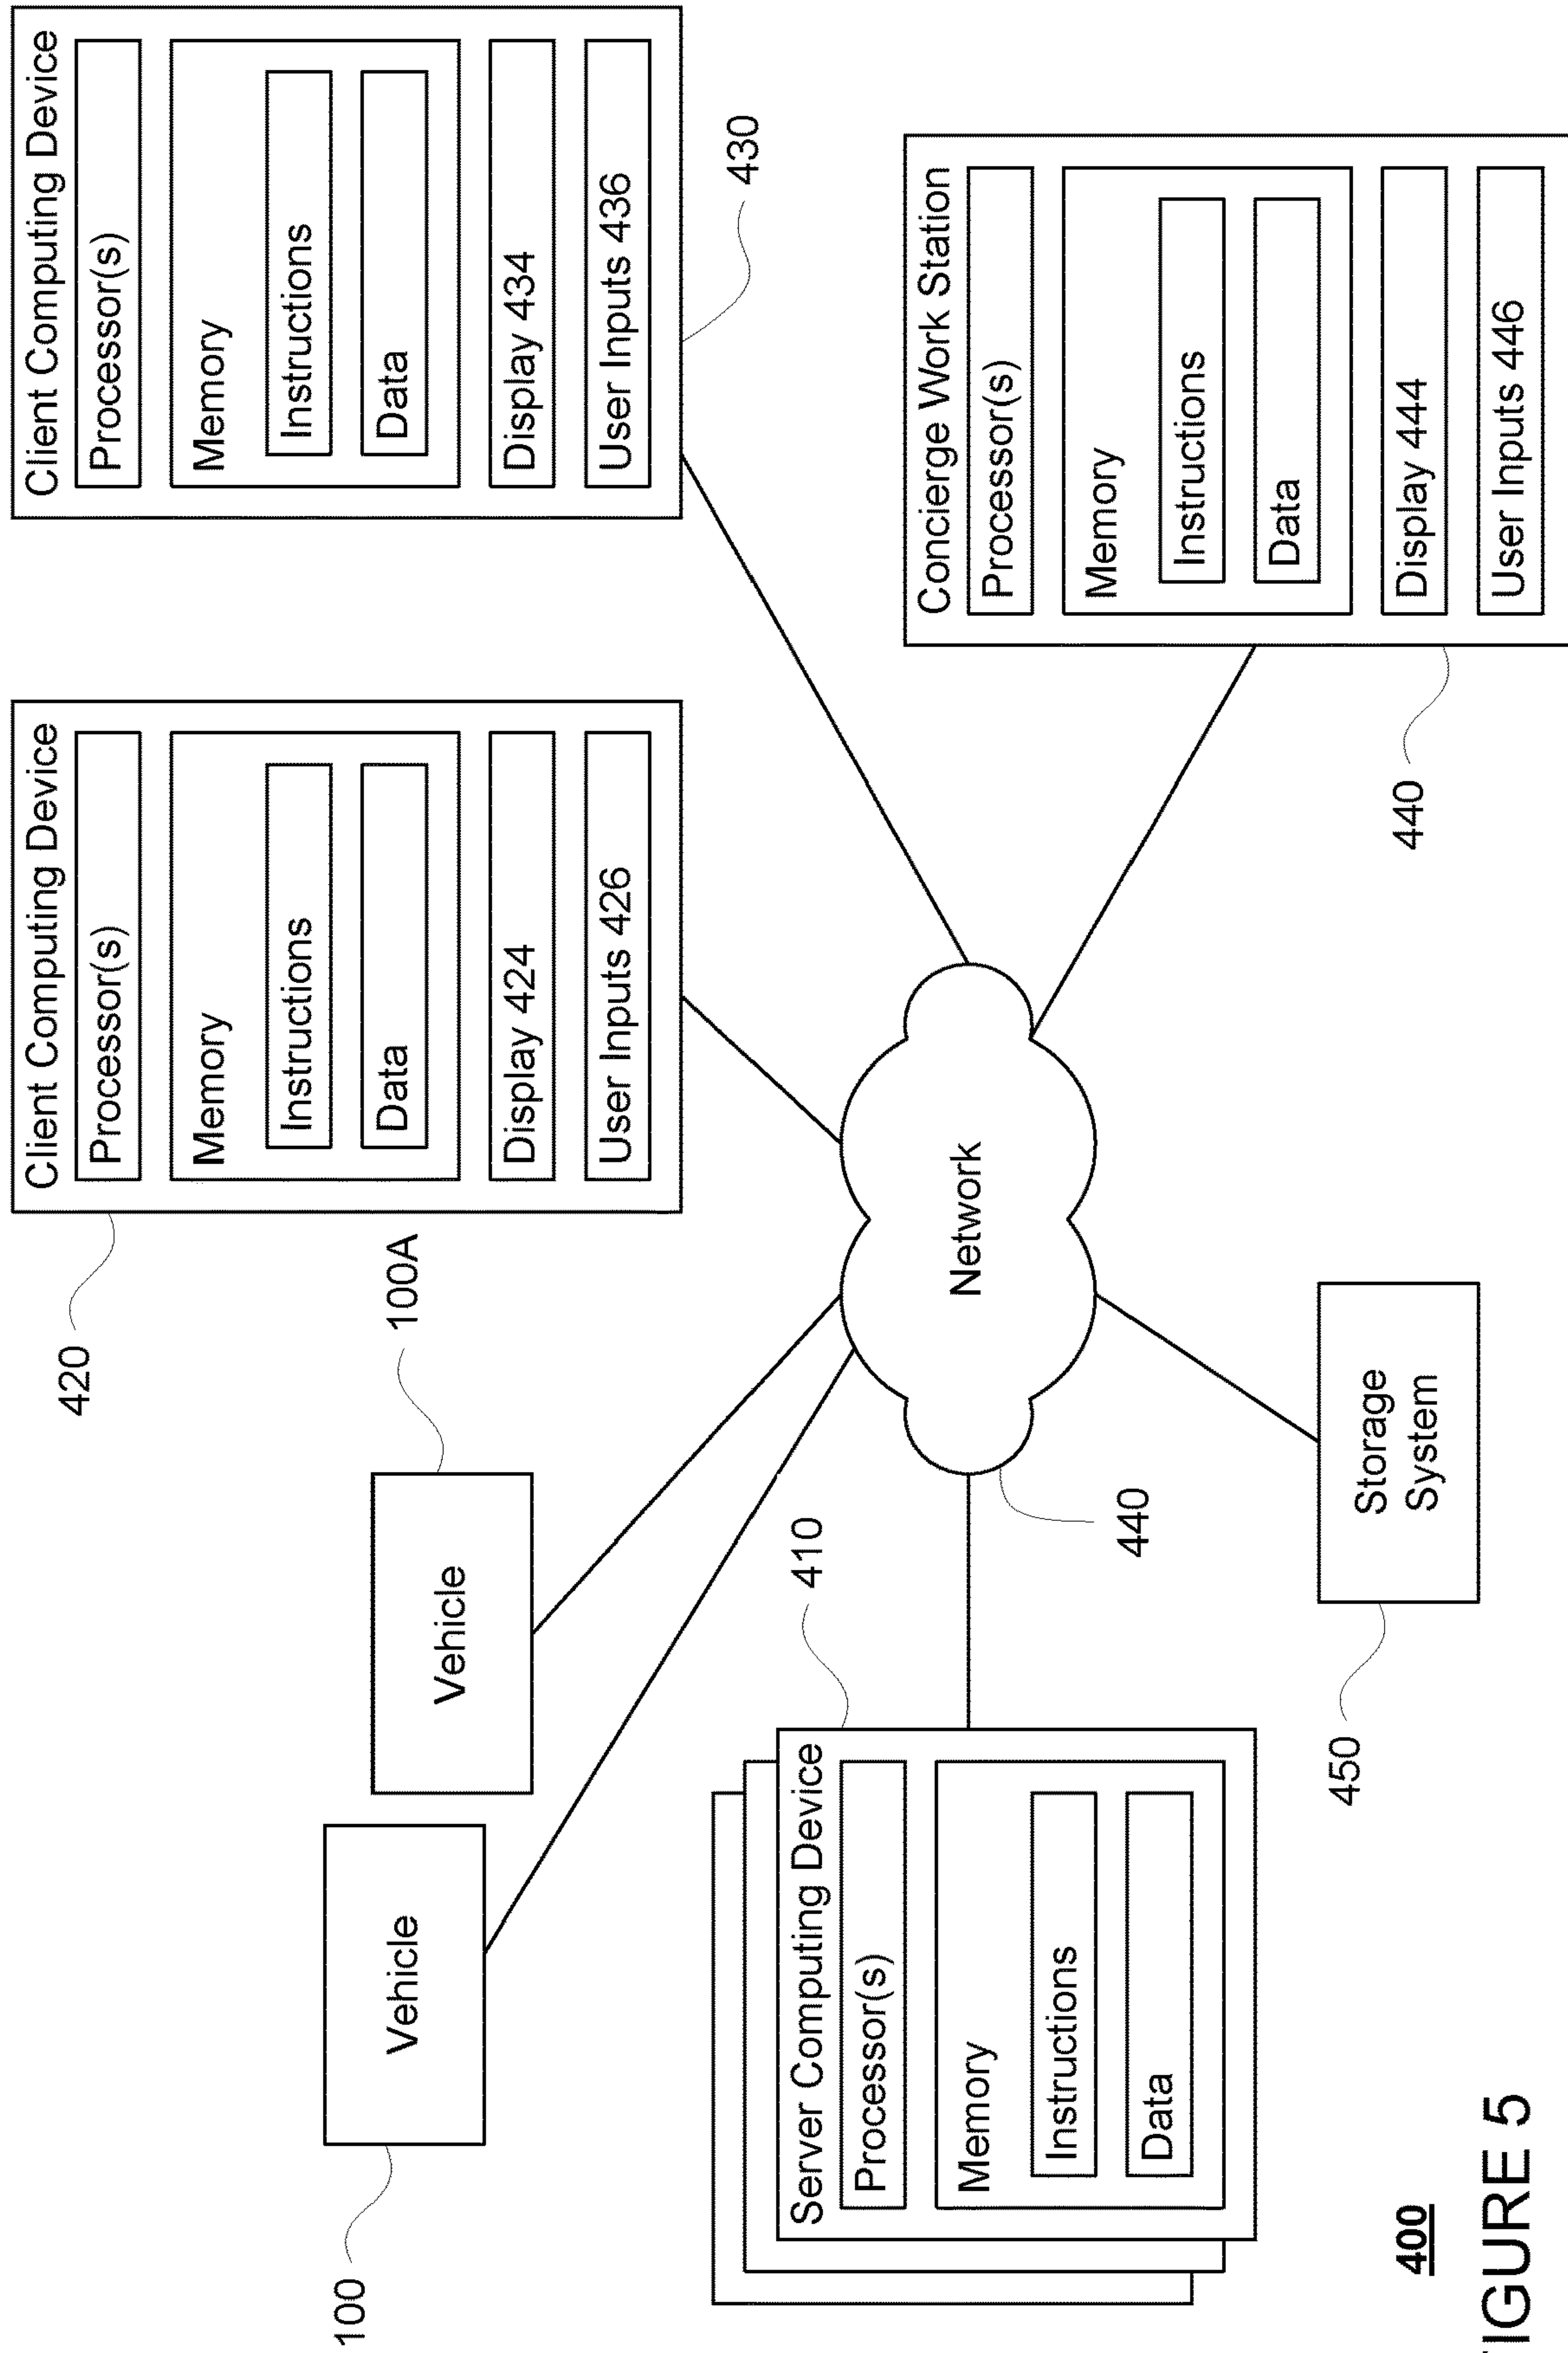 Client Computing Device
Processor(s)
Memory
Instructions
Data
Display 424
User Inputs 426
420
Client Computing Device
Processor(s)
Memory
Instructions
Data
Display 434
User Inputs 436
430
Vehicle
100
Vehicle
100A
Server Computing Device
Processor(s)
Memory
Instructions
Data
410
Network
440
Concierge Work Station
Processor(s)
Memory
Instructions
Data
Display 444
User Inputs 446
440
Storage
System
450
400
FIGURE 5